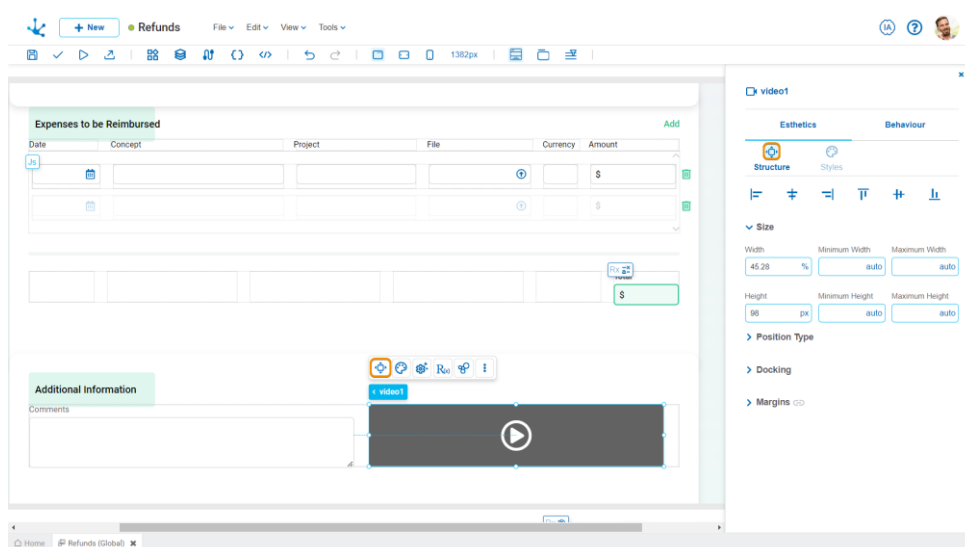 + New
Refunds
File Edit View Tools
IA ?
1382px
video1
Expenses to be Reimbursed
Add
Esthetics Behaviour
Date Concept Project File Currency Amount
Js
Structure Styles
$
$
Size
Width Minimum Width Maximum Width
45.28 % auto auto
Rx
$
Height Minimum Height Maximum Height
98 px auto auto
Position Type
R(x)
Docking
Additional Information
video1
Margins
Comments
Home Refunds (Global)